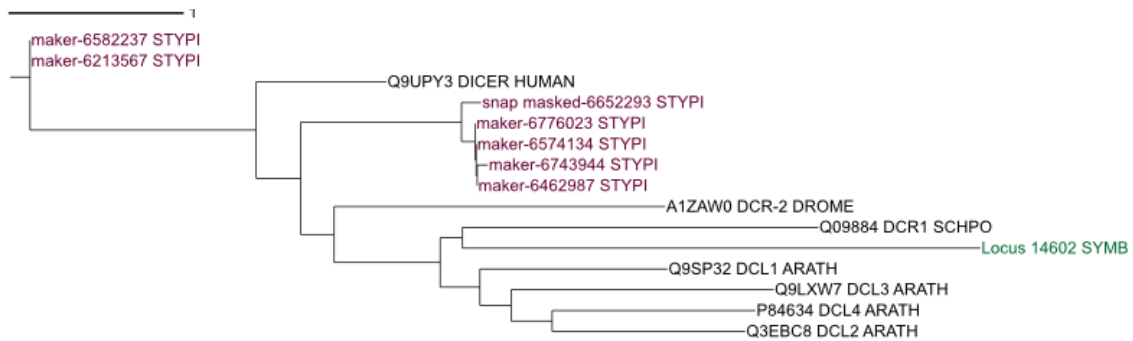 1
maker-6582237 STYPI
maker-6213567 STYPI
Q9UPY3 DICER HUMAN
snap masked-6652293 STYPI
maker-6776023 STYPI
maker-6574134 STYPI
maker-6743944 STYPI
maker-6462987 STYPI
A1ZAW0 DCR-2 DROME
Q09884 DCR1 SCHPO
Locus 14602 SYMB
Q9SP32 DCL1 ARATH
Q9LXW7 DCL3 ARATH
P84634 DCL4 ARATH
Q3EBC8 DCL2 ARATH